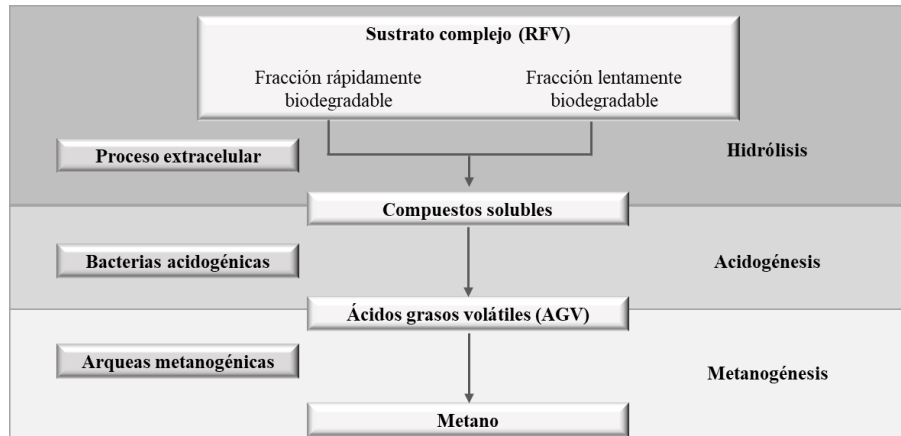 Sustrato complejo (RFV)
Fracción rápidamente
biodegradable
Fracción lentamente
biodegradable
Proceso extracelular
Hidrólisis
Compuestos solubles
Bacterias acidogénicas
Acidogénesis
Ácidos grasos volátiles (AGV)
Arqueas metanogénicas
Metanogénesis
Metano